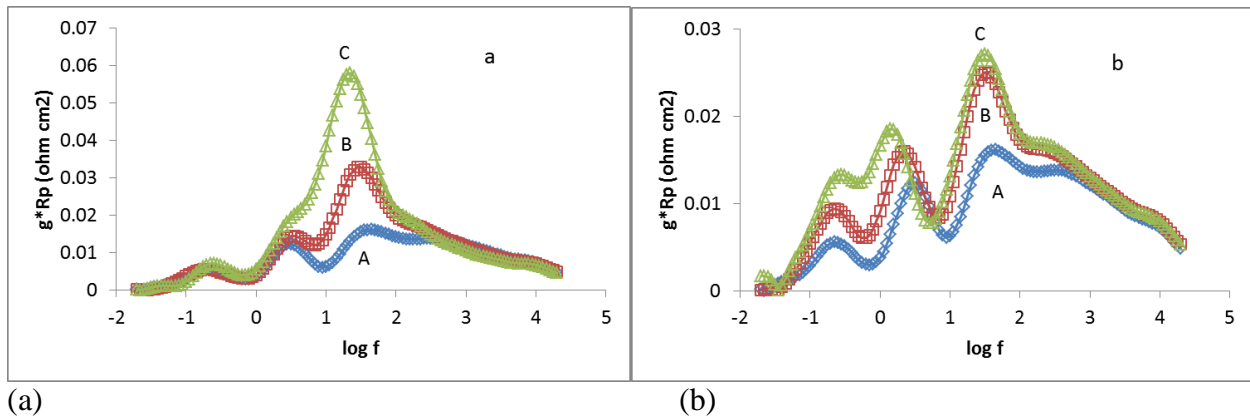 a
0.07
0.06
0.05
0.04
0.03
0.02
0.01
0
-2 -1 0 1 2 3 4 5
g*Rp (ohm cm2)
log f
C
B
A
b
0.03
0.02
0.01
0
-2 -1 0 1 2 3 4 5
g*Rp (ohm cm2)
log f
C
B
A
(a) (b)